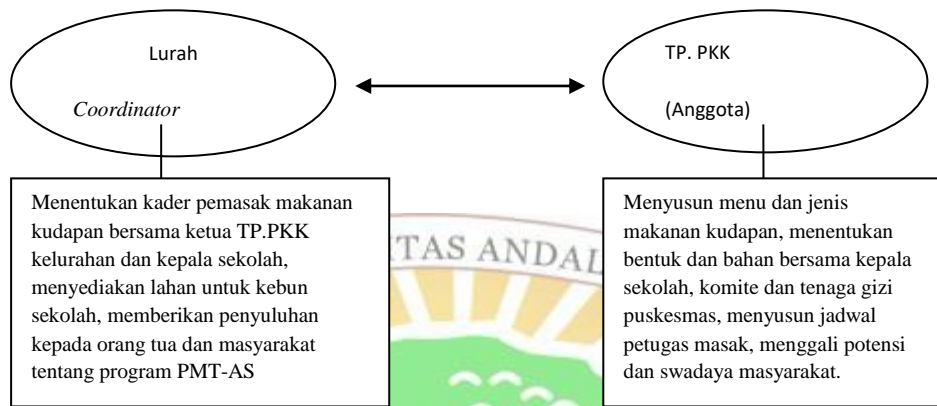 Lurah
Coordinator
TP. PKK
(Anggota)
Menentukan kader pemasak makanan
kudapan bersama ketua TP.PKK
kelurahan dan kepala sekolah,
menyediakan lahan untuk kebun
sekolah, memberikan penyuluhan
kepada orang tua dan masyarakat
tentang program PMT-AS
ITAS ANDAL
Menyusun menu dan jenis
makanan kudapan, menentukan
bentuk dan bahan bersama kepala
sekolah, komite dan tenaga gizi
puskesmas, menyusun jadwal
petugas masak, menggali potensi
dan swadaya masyarakat.